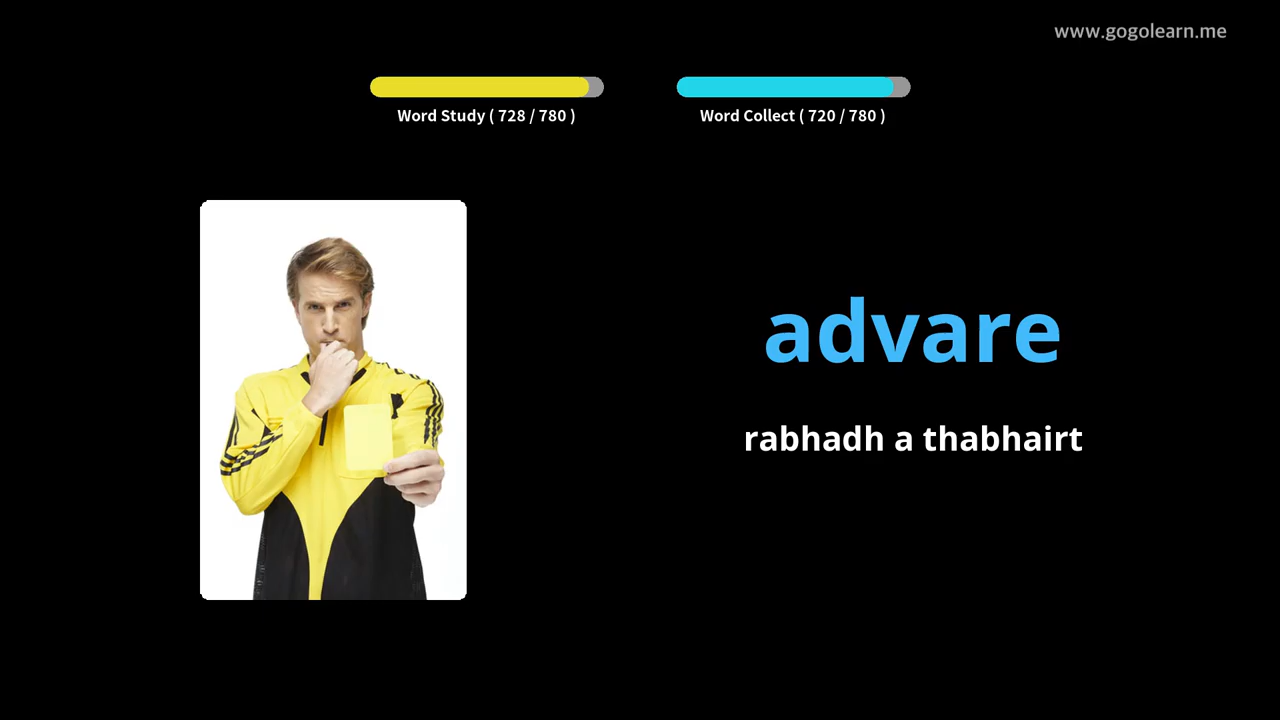 www.gogolearn.me
Word Study ( 728 / 780 )
Word Collect ( 720 / 780 )
advare
rabhadh a thabhairt